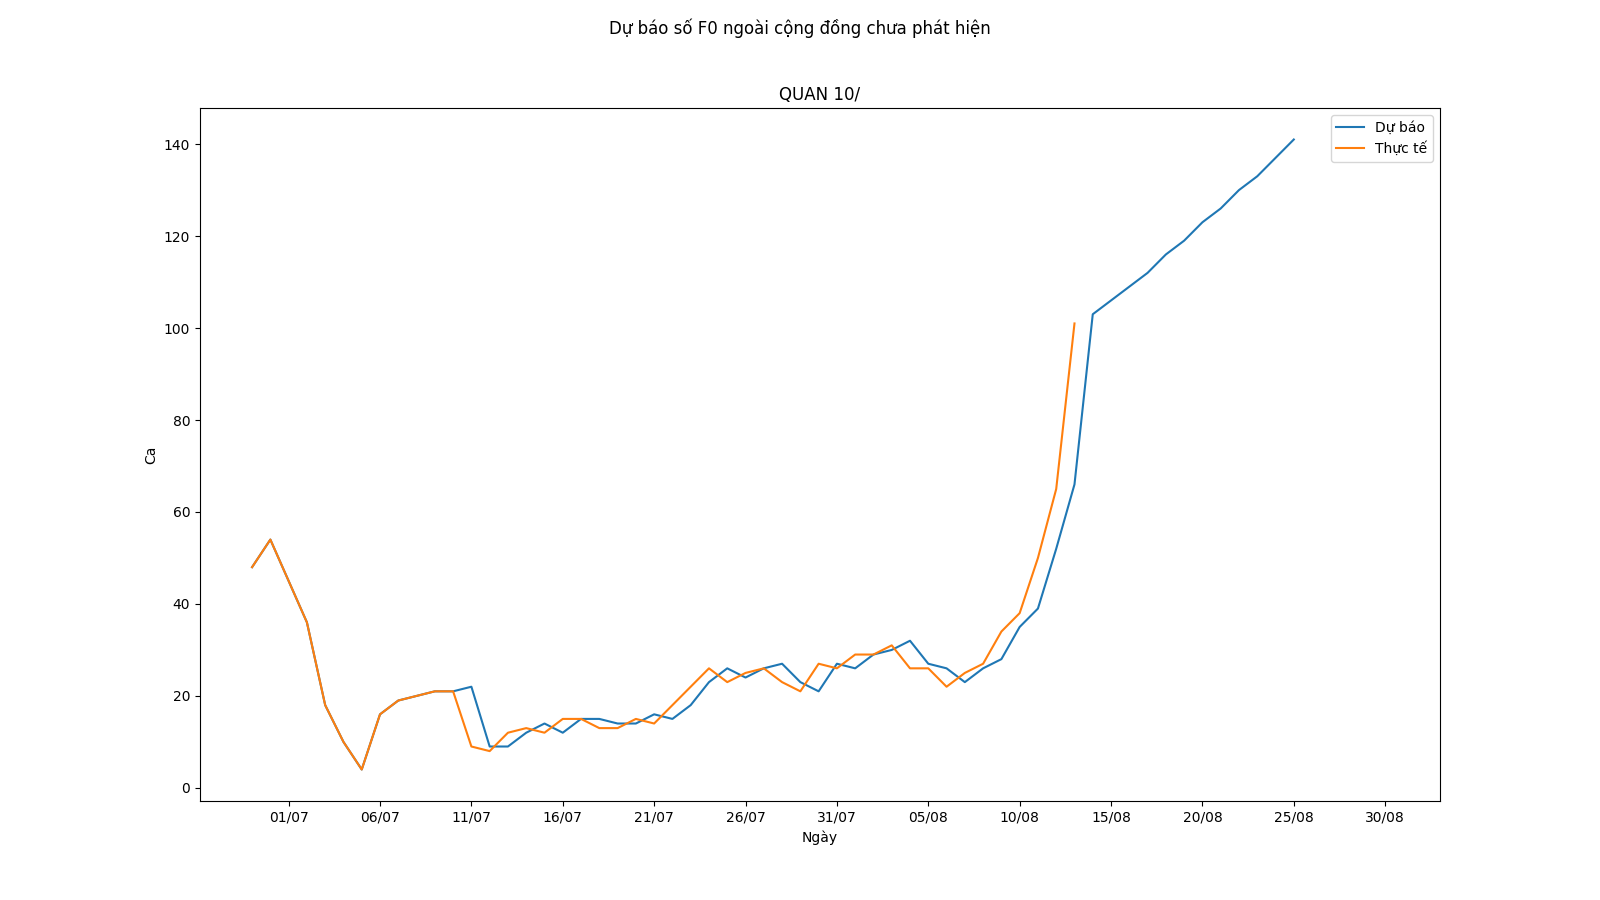 Dự báo số F0 ngoài cộng đồng chưa phát hiện
QUAN 10/
Dự báo
Thực tế
140
120
100
80
60
40
20
0
Ca
01/07 06/07 11/07 16/07 21/07 26/07 31/07 05/08 10/08 15/08 20/08 25/08 30/08
Ngày